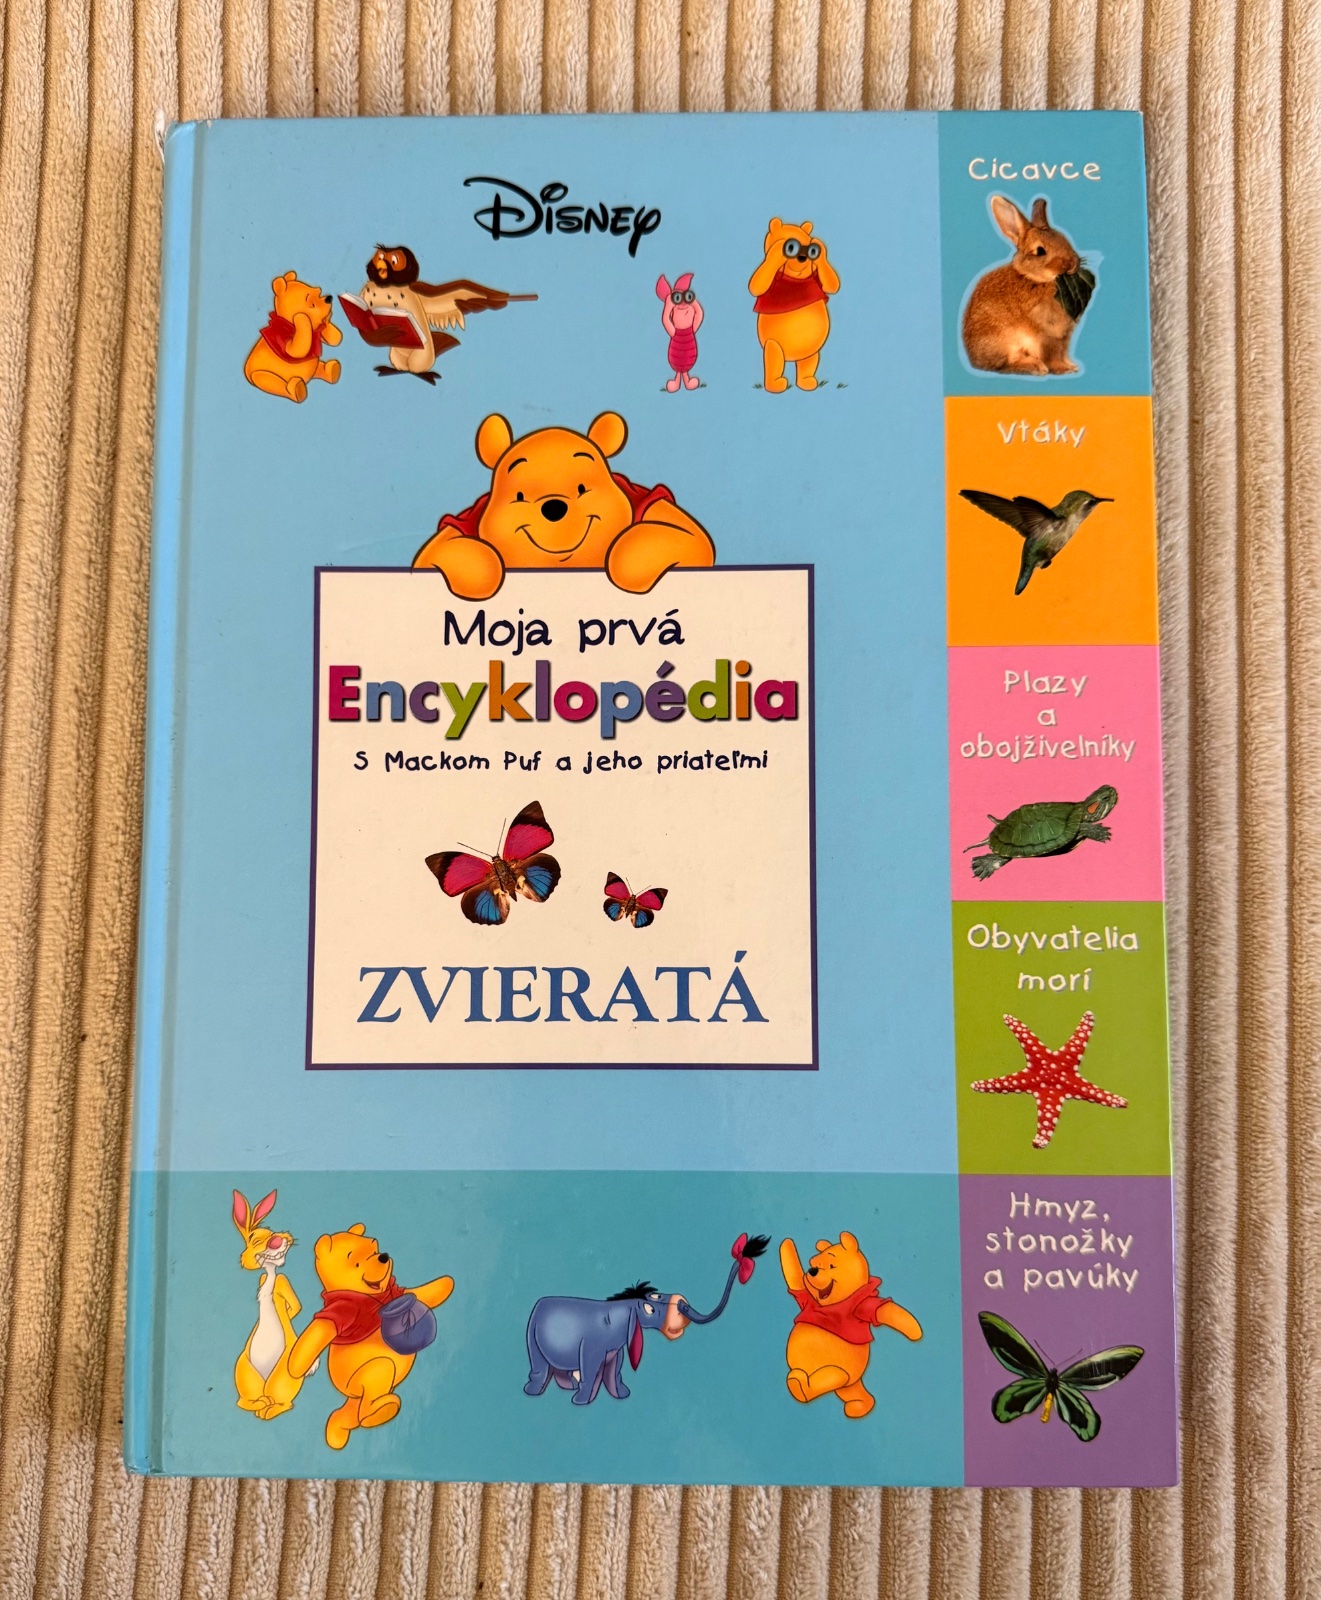 Disney
Moja prvá
Encyklopédia
S Mackom Puf a jeho priateľmi
ZVIERATÁ
Cicavce
Vtáky
Plazy
a
obojživelníky
Obyvatelia
morí
Hmyz,
stonožky
a pavúky